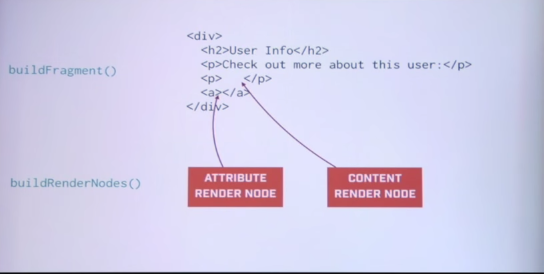 <div>
<h2>User Info</h2>
<p>Check out more about this user:</p>
buildFragment()
<p> </p>
<a></a>
</div>
ATTRIBUTE
RENDER NODE
CONTENT
RENDER NODE
buildRenderNodes()